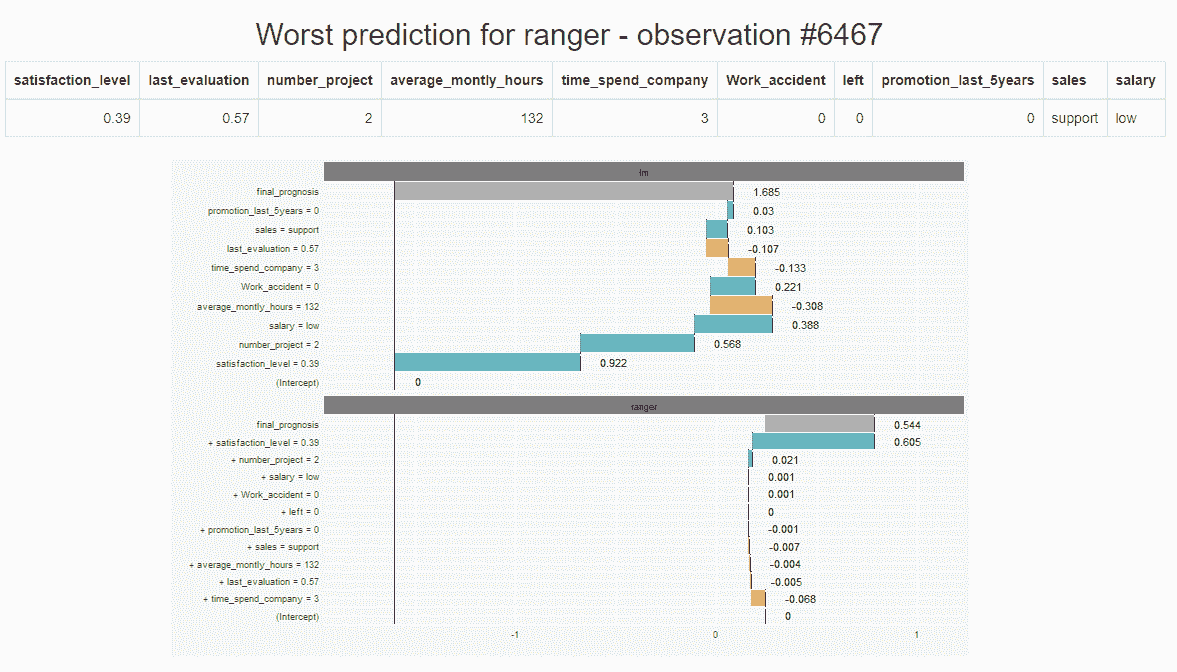 Worst prediction for ranger - observation #6467
satisfaction_level last_evaluation number_project average_montly_hours time_spend_company Work_accident left promotion_last_5years sales salary
0.39 0.57 2 132 3 0 0 0 support low
lm
final_prognosis 1.685
promotion_last_5years = 0 0.03
sales = support 0.103
last_evaluation = 0.57 -0.107
time_spend_company = 3 -0.133
Work_accident = 0 0.221
average_montly_hours = 132 -0.308
salary = low 0.388
number_project = 2 0.568
satisfaction_level = 0.39 0.922
(Intercept) 0
ranger
final_prognosis 0.544
+ satisfaction_level = 0.39 0.605
+ number_project = 2 0.021
+ salary = low 0.001
+ Work_accident = 0 0.001
+ left = 0 0
+ promotion_last_5years = 0 -0.001
+ sales = support -0.007
+ average_montly_hours = 132 -0.004
+ last_evaluation = 0.57 -0.005
+ time_spend_company = 3 -0.068
(Intercept) 0
-1 0 1